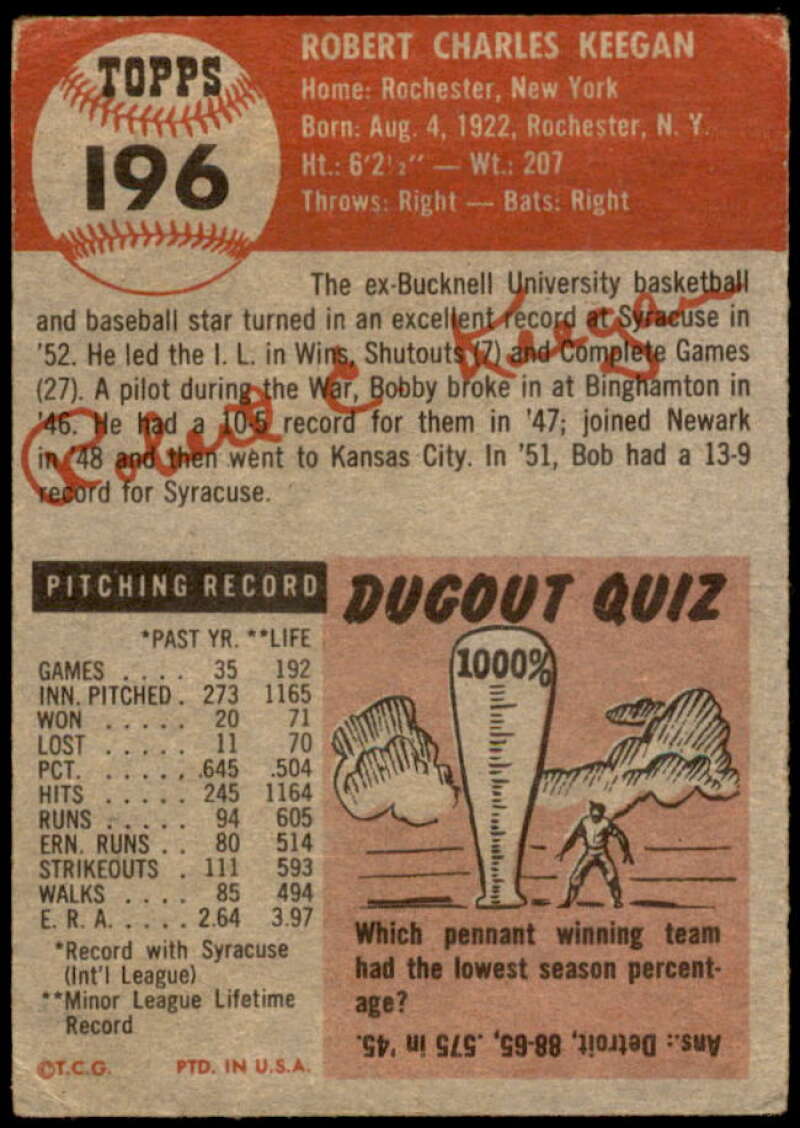 TOPPS
196
ROBERT CHARLES KEEGAN
Home: Rochester, New York
Born: Aug. 4, 1922, Rochester, N. Y.
Ht.: 6'2½" — Wt.: 207
Throws: Right — Bats: Right
The ex-Bucknell University basketball
and baseball star turned in an excellent record at Syracuse in
'52. He led the I. L. in Wins, Shutouts (7) and Complete Games
(27). A pilot during the War, Bobby broke in at Binghamton in
'46. He had a 10-5 record for them in '47; joined Newark
in '48 and then went to Kansas City. In '51, Bob had a 13-9
record for Syracuse.
Robert C. Keegan
PITCHING RECORD
*PAST YR. **LIFE
GAMES . . . . 35 192
INN. PITCHED . 273 1165
WON . . . . . 20 71
LOST . . . . . 11 70
PCT. . . . . . .645 .504
HITS . . . . . 245 1164
RUNS . . . . . 94 605
ERN. RUNS . . 80 514
STRIKEOUTS . 111 593
WALKS . . . . 85 494
E. R. A. . . . . 2.64 3.97
*Record with Syracuse
(Int'l League)
**Minor League Lifetime
Record
©T.C.G. PTD. IN U.S.A.
DUGOUT QUIZ
1000%
Which pennant winning team
had the lowest season percent-
age?
Ans.: Detroit, 88-65, .575 in '45.